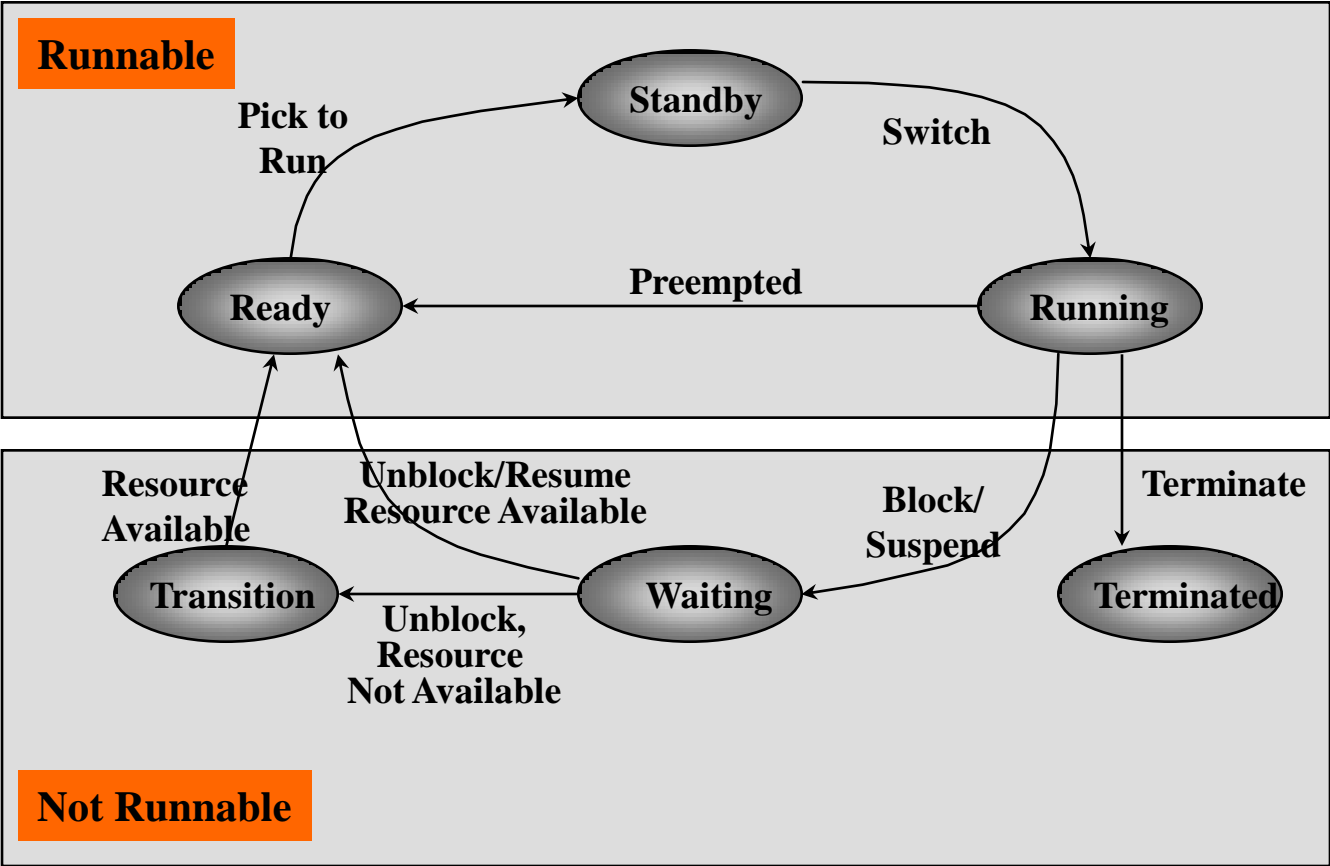 Runnable
Standby
Pick to
Run
Switch
Preempted
Ready
Running
Resource
Available
Unblock/Resume
Resource Available
Block/
Suspend
Terminate
Transition
Waiting
Terminated
Unblock,
Resource
Not Available
Not Runnable